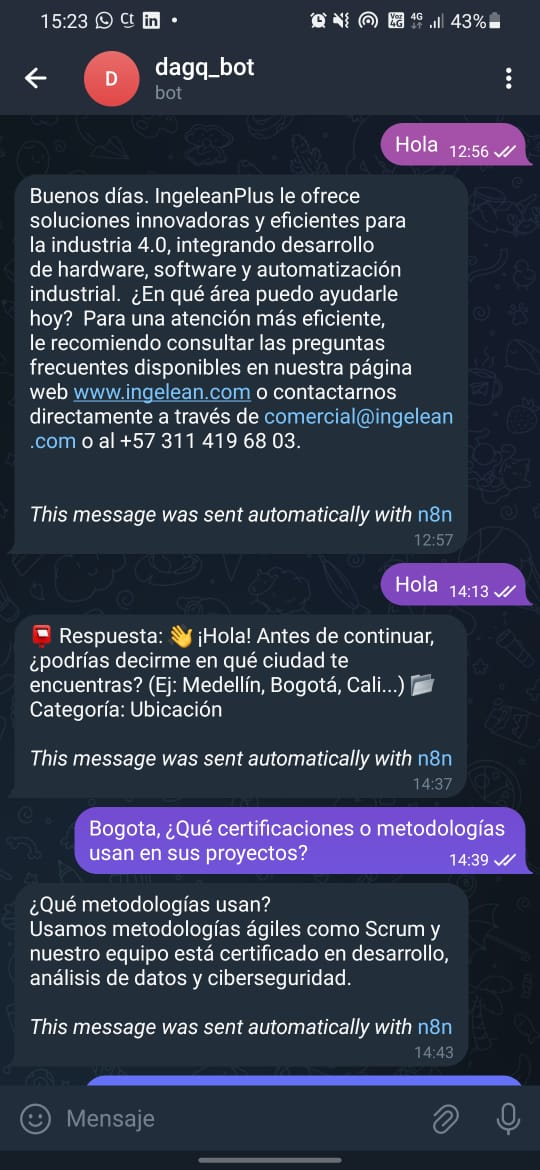 15:23 Ct in • Voz 4G 4G 43%
D dagq_bot
bot
Hola 12:56
Buenos días. IngeleanPlus le ofrece
soluciones innovadoras y eficientes para
la industria 4.0, integrando desarrollo
de hardware, software y automatización
industrial.  ¿En qué área puedo ayudarle
hoy?  Para una atención más eficiente,
le recomiendo consultar las preguntas
frecuentes disponibles en nuestra página
web www.ingelean.com o contactarnos
directamente a través de comercial@ingelean
.com o al +57 311 419 68 03.
This message was sent automatically with n8n
12:57
Hola 14:13
📮 Respuesta: 👋 ¡Hola! Antes de continuar,
¿podrías decirme en qué ciudad te
encuentras? (Ej: Medellín, Bogotá, Cali...) 📂
Categoría: Ubicación
This message was sent automatically with n8n
14:37
Bogota, ¿Qué certificaciones o metodologías
usan en sus proyectos? 14:39
¿Qué metodologías usan?
Usamos metodologías ágiles como Scrum y
nuestro equipo está certificado en desarrollo,
análisis de datos y ciberseguridad.
This message was sent automatically with n8n
14:43
Mensaje